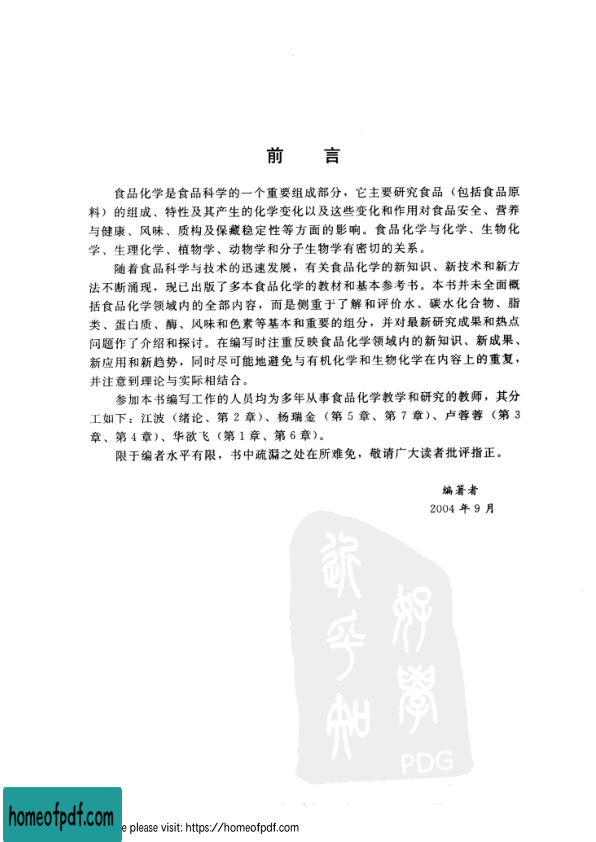 前 言
食品化学是食品科学的一个重要组成部分，它主要研究食品（包括食品原
料）的组成、特性及其产生的化学变化以及这些变化和作用对食品安全、营养
与健康、风味、质构及保藏稳定性等方面的影响。食品化学与化学、生物化
学、生理化学、植物学、动物学和分子生物学有密切的关系。
随着食品科学与技术的迅速发展，有关食品化学的新知识、新技术和新方
法不断涌现，现已出版了多本食品化学的教材和基本参考书。本书并未全面概
括食品化学领域内的全部内容，而是侧重于了解和评价水、碳水化合物、脂
类、蛋白质、酶、风味和色素等基本和重要的组分，并对最新研究成果和热点
问题作了介绍和探讨。在编写时注重反映食品化学领域内的新知识、新成果、
新应用和新趋势，同时尽可能地避免与有机化学和生物化学在内容上的重复，
并注意到理论与实际相结合。
参加本书编写工作的人员均为多年从事食品化学教学和研究的教师，其分
工如下：江波（绪论、第 2 章）、杨瑞金（第 5 章、第 7 章）、卢蓉蓉（第 3
章、第 4 章）、华欲飞（第 1 章、第 6 章）。
限于编者水平有限，书中疏漏之处在所难免，敬请广大读者批评指正。
编著者
2004 年 9 月
好學
近乎知
PDG
homeofpdf.com
e please visit: https://homeofpdf.com